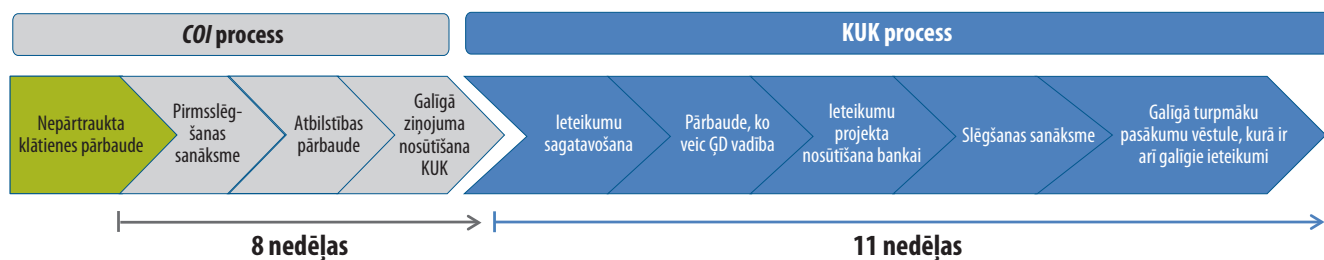 COI process
KUK process
Nepārtraukta
klātienes pārbaude
Pirmsslēg-
šanas
sanāksme
Atbilstības
pārbaude
Galīgā
ziņojuma
nosūtīšana
KUK
Ieteikumu
sagatavošana
Pārbaude, ko
veic ĢD vadība
Ieteikumu
projekta
nosūtīšana bankai
Slēgšanas sanāksme
Galīgā turpmāku
pasākumu vēstule, kurā ir
arī galīgie ieteikumi
8 nedēļas
11 nedēļas